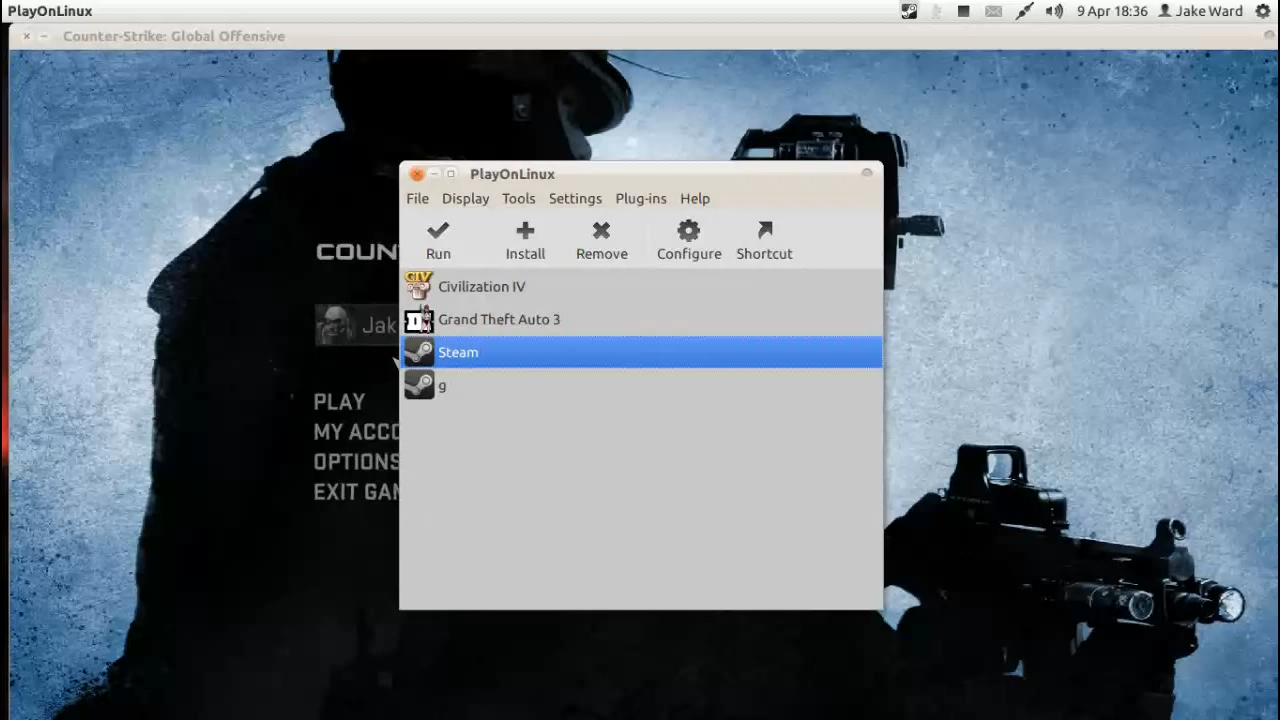 PlayOnLinux 9 Apr 18:36 Jake Ward
Counter-Strike: Global Offensive
PlayOnLinux
File Display Tools Settings Plug-ins Help
Run Install Remove Configure Shortcut
COUN
CIV
Civilization IV
Jak
Grand Theft Auto 3
Steam
g
PLAY
MY ACCO
OPTIONS
EXIT GAM